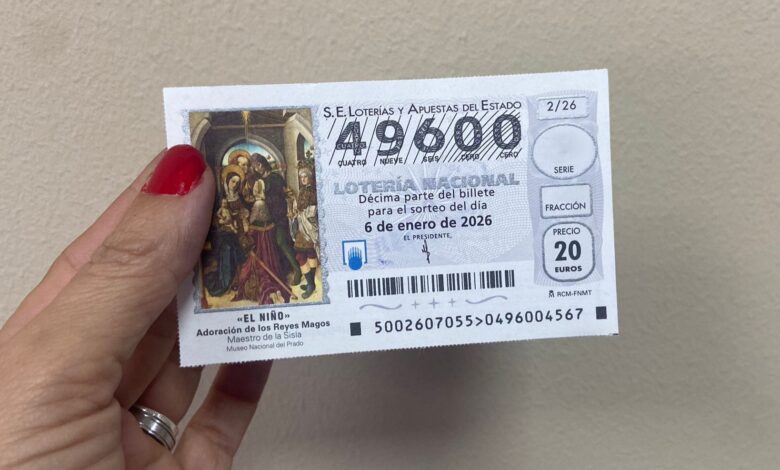 S.E. LOTERÍAS Y APUESTAS DEL ESTADO
49600
CUATRO NUEVE SEIS CERO CERO
LOTERÍA NACIONAL
Décima parte del billete
para el sorteo del día
6 de enero de 2026
EL PRESIDENTE,
2/26
SERIE
FRACCIÓN
PRECIO
20
EUROS
RCM-FNMT
5002607055>0496004567
«EL NIÑO»
Adoración de los Reyes Magos
Maestro de la Sisla
Museo Nacional del Prado